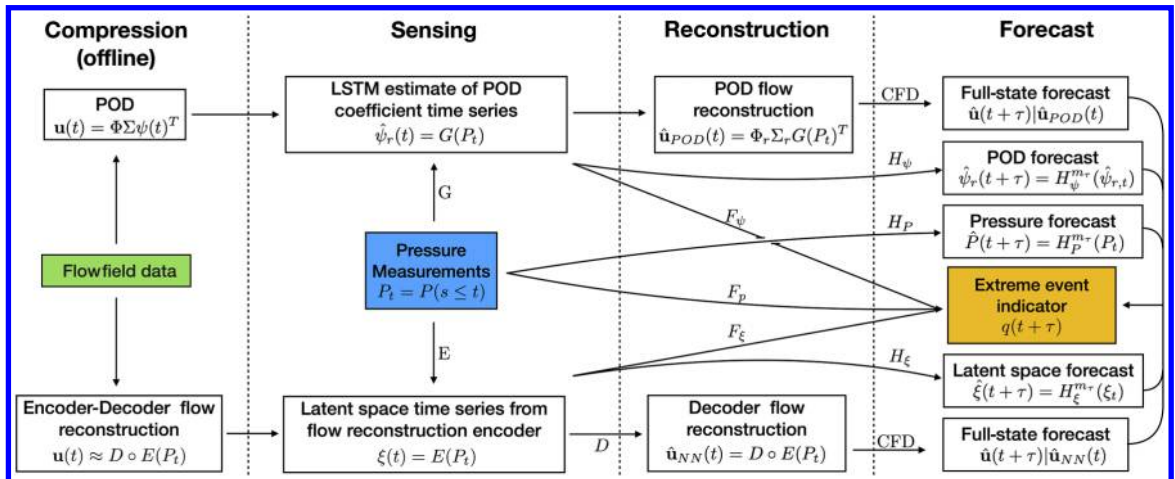 Compression
(offline)
Sensing
Reconstruction
Forecast
POD
u(t) = ΦΣψ(t)^T
LSTM estimate of POD
coefficient time series
ψ̂_r(t) = G(P_t)
POD flow
reconstruction
û_POD(t) = Φ_rΣ_rG(P_t)^T
CFD
Full-state forecast
û(t + τ)|û_POD(t)
H_ψ
POD forecast
ψ̂_r(t + τ) = H_ψ^{m_τ}(ψ̂_{r,t})
G
F_ψ
H_P
Pressure forecast
P̂(t + τ) = H_P^{m_τ}(P_t)
Flowfield data
Pressure
Measurements
P_t = P(s ≤ t)
F_p
Extreme event
indicator
q(t + τ)
E
F_ξ
H_ξ
Latent space forecast
ξ̂(t + τ) = H_ξ^{m_τ}(ξ_t)
Encoder-Decoder flow
reconstruction
u(t) ≈ D ∘ E(P_t)
Latent space time series from
flow reconstruction encoder
ξ(t) = E(P_t)
D
Decoder flow
reconstruction
û_NN(t) = D ∘ E(P_t)
CFD
Full-state forecast
û(t + τ)|û_NN(t)